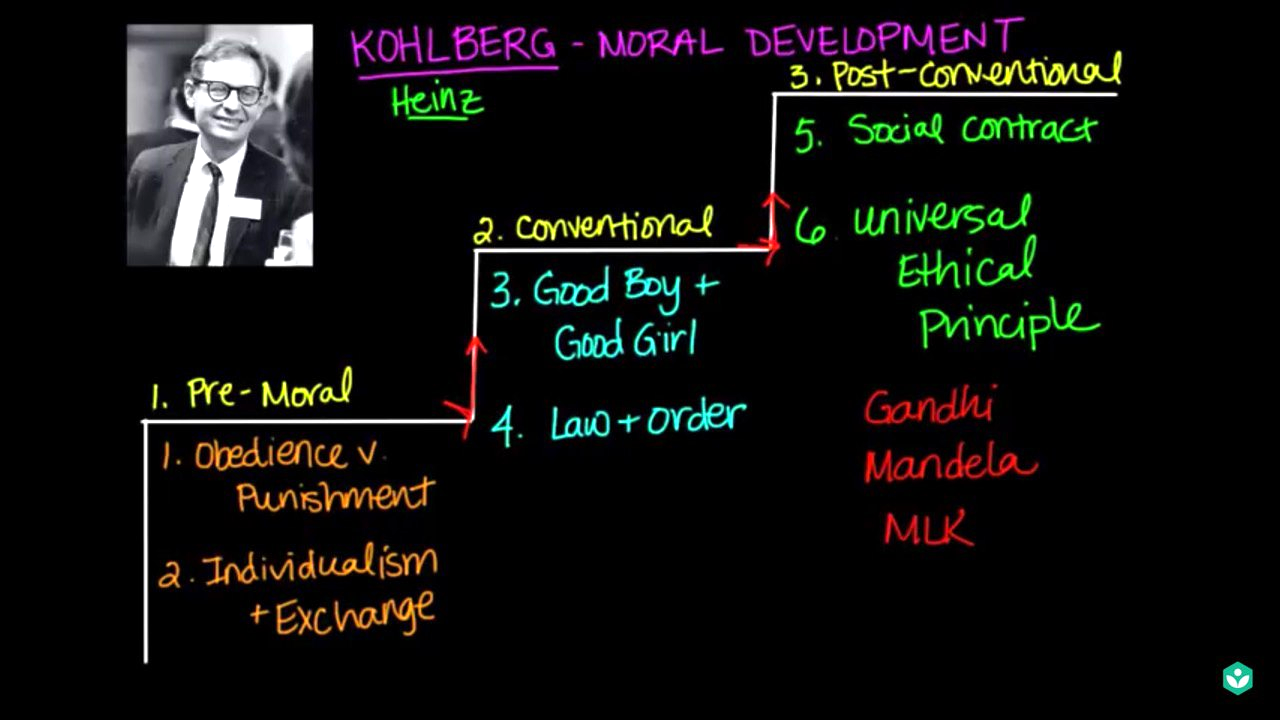 KOHLBERG - MORAL DEVELOPMENT
Heinz
1. Pre-Moral
1. Obedience v.
Punishment
2. Individualism
+ Exchange
2. Conventional
3. Good Boy +
Good Girl
4. Law + Order
3. Post-Conventional
5. Social Contract
6. Universal
Ethical
Principle
Gandhi
Mandela
MLK